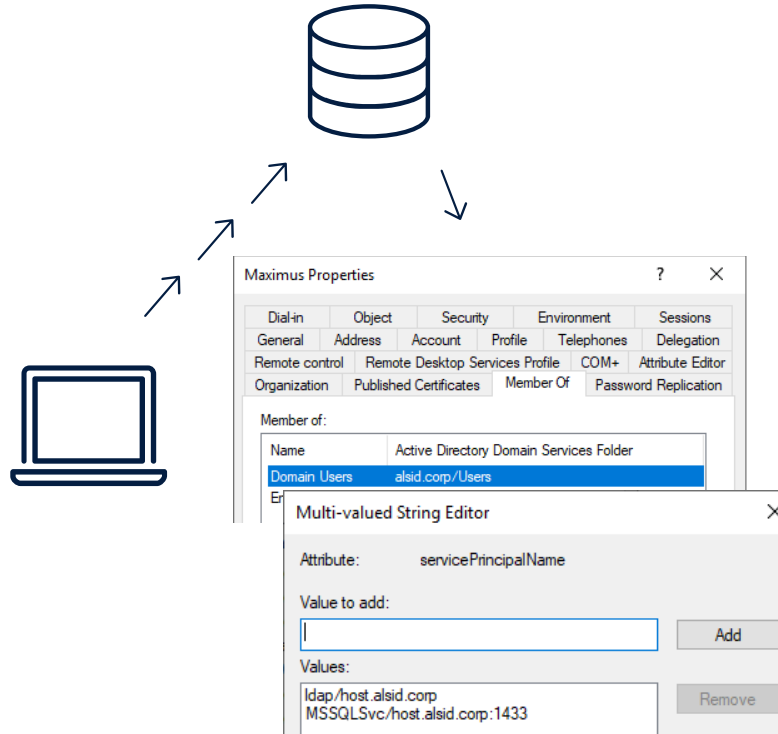 Maximus Properties ? ×
Dial-in Object Security Environment Sessions
General Address Account Profile Telephones Delegation
Remote control Remote Desktop Services Profile COM+ Attribute Editor
Organization Published Certificates Member Of Password Replication
Member of:
Name Active Directory Domain Services Folder
Domain Users alsid.corp/Users
Multi-valued String Editor ×
Attribute: servicePrincipalName
Value to add:
Add
Values:
ldap/host.alsid.corp
Remove
MSSQLSvc/host.alsid.corp:1433